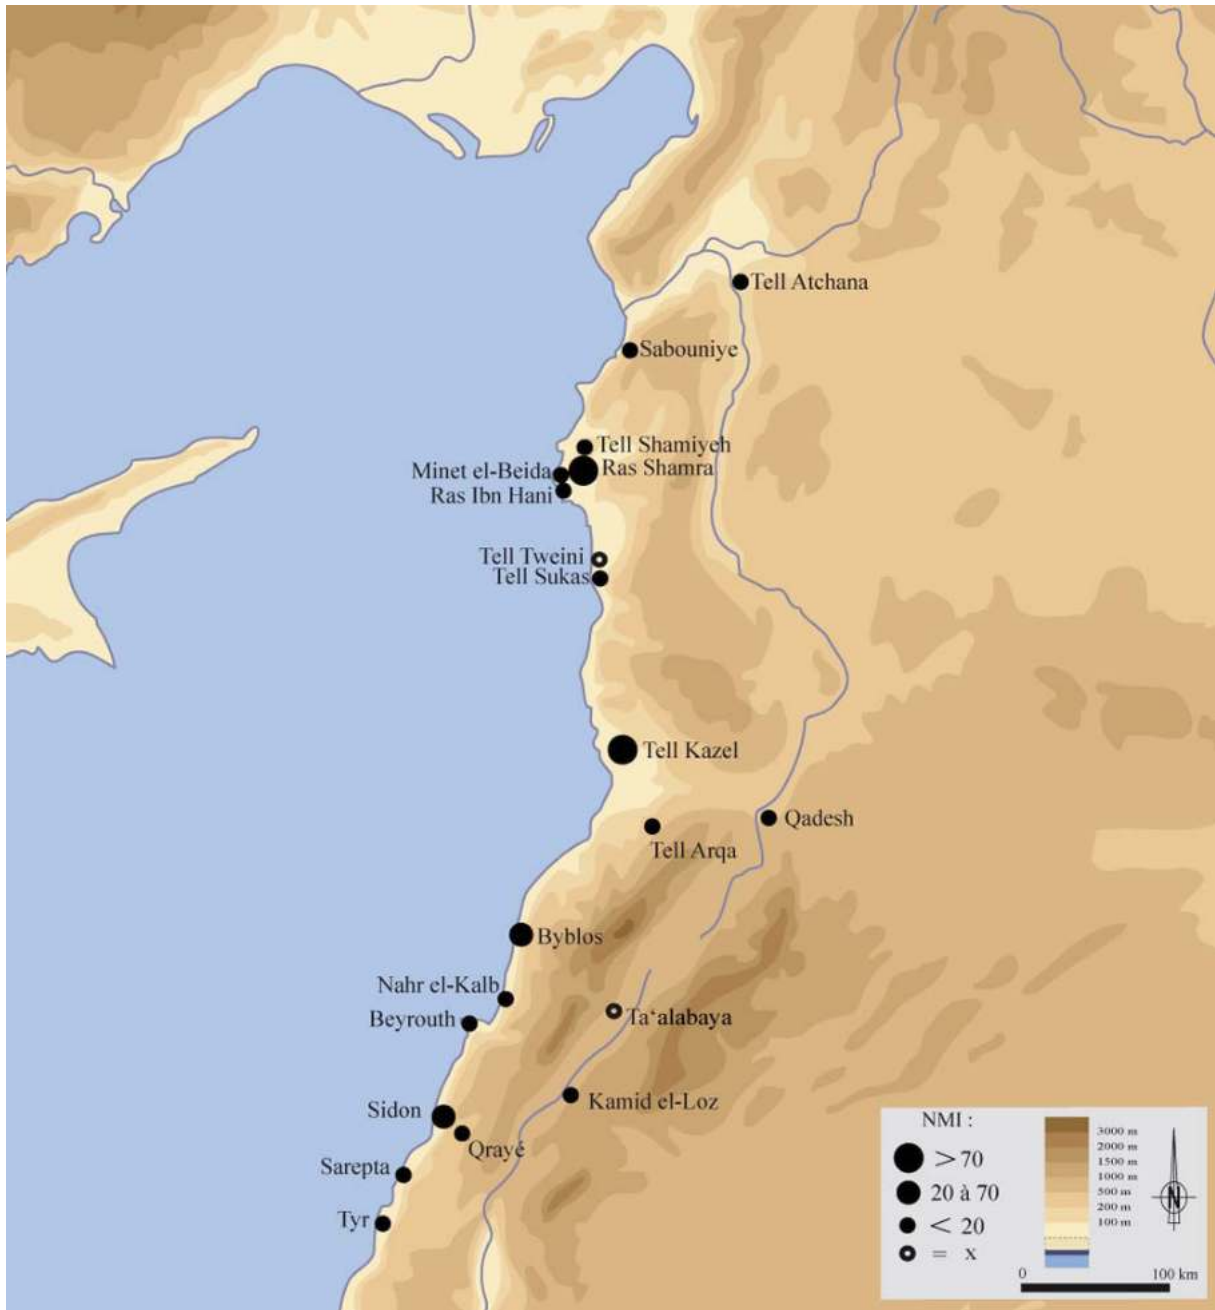 Tell Atchana
Sabouniye
Tell Shamiyeh
Minet el-Beida
Ras Shamra
Ras Ibn Hani
Tell Tweini
Tell Sukas
Tell Kazel
Qadesh
Tell Arqa
Byblos
Nahr el-Kalb
Beyrouth
Ta‘alabaya
Kamid el-Loz
Sidon
Qrayé
Sarepta
Tyr
NMI :
> 70
20 à 70
< 20
= x
3000 m
2000 m
1500 m
1000 m
500 m
200 m
100 m
N
0 100 km